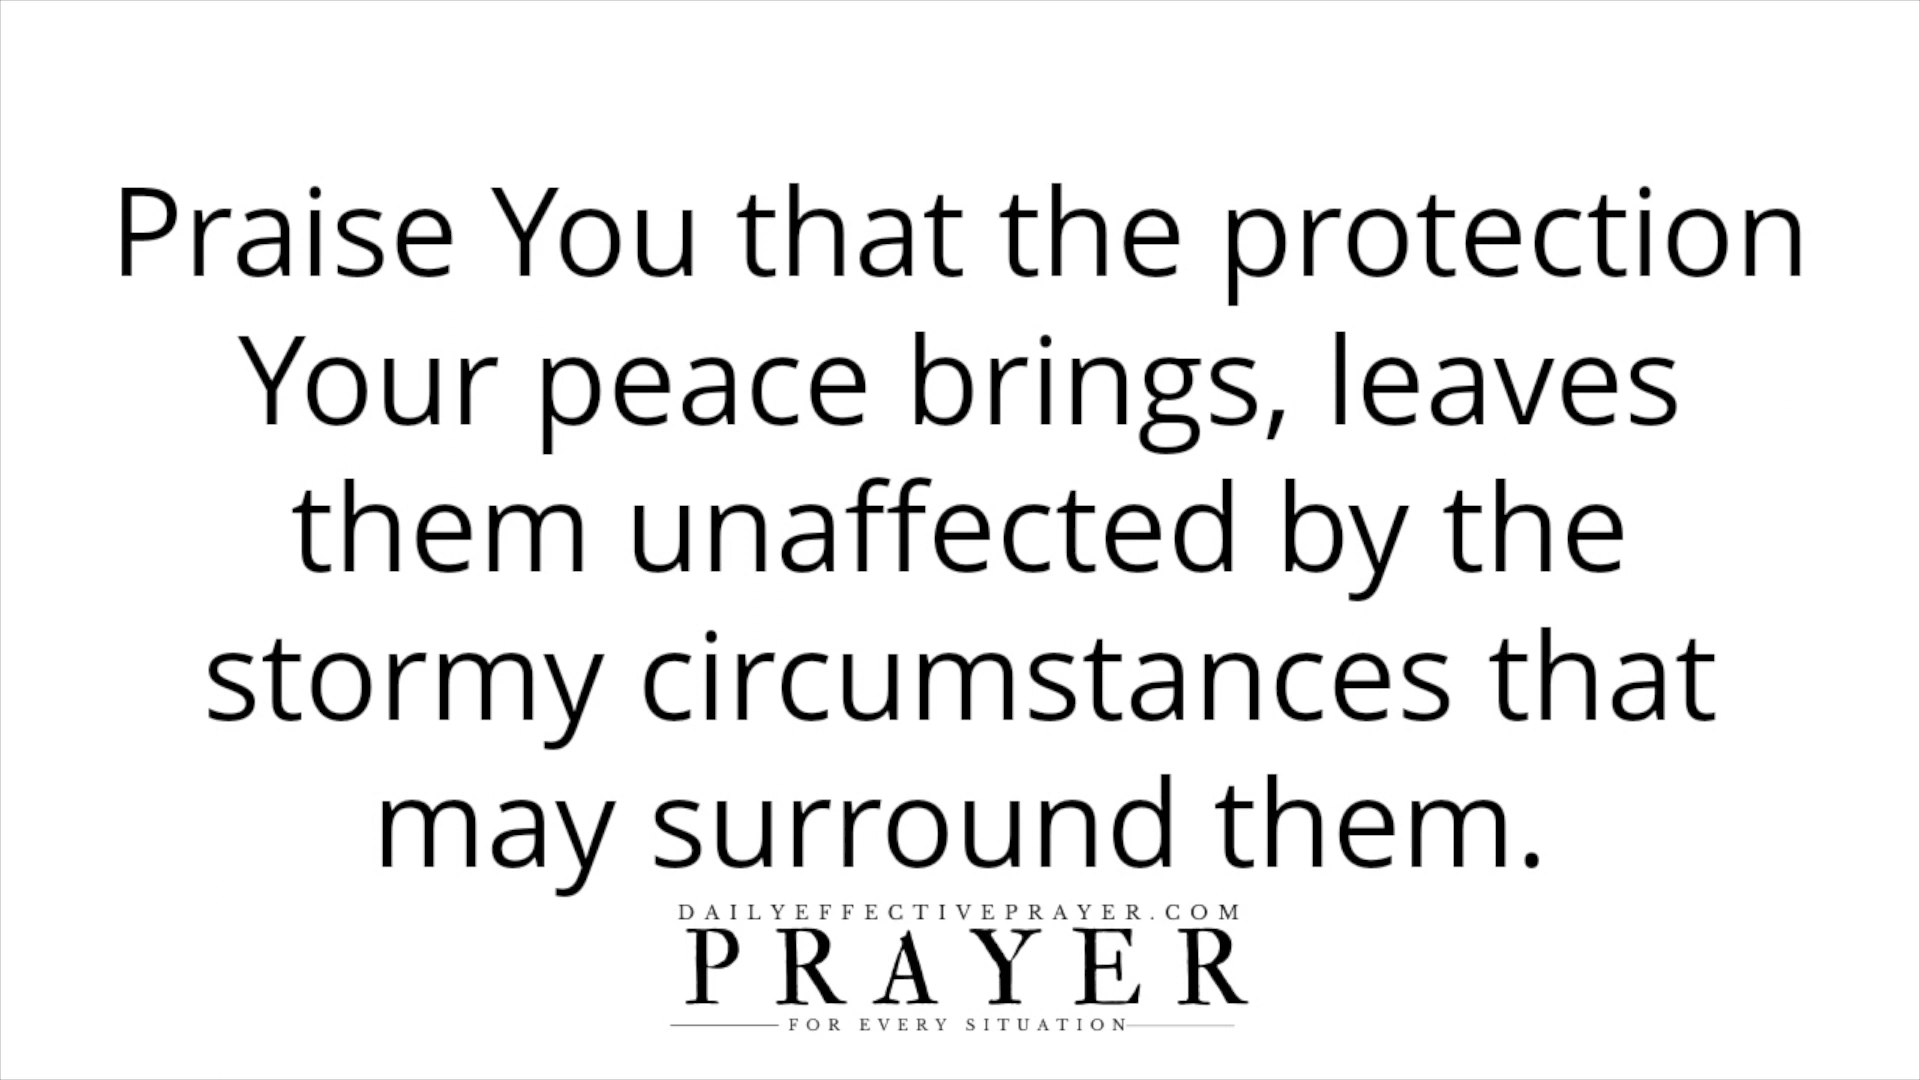 Praise You that the protection
Your peace brings, leaves
them unaffected by the
stormy circumstances that
may surround them.
DAILYEFFECTIVEPRAYER.COM
PRAYER
FOR EVERY SITUATION